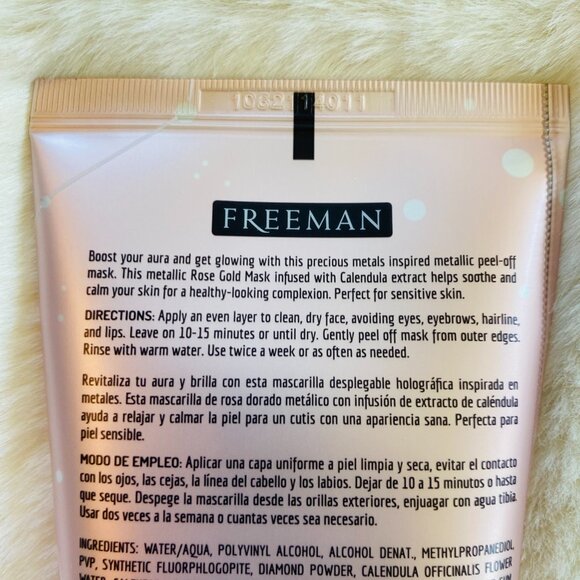 FREEMAN
Boost your aura and get glowing with this precious metals inspired metallic peel-off
mask. This metallic Rose Gold Mask infused with Calendula extract helps soothe and
calm your skin for a healthy-looking complexion. Perfect for sensitive skin.
DIRECTIONS: Apply an even layer to clean, dry face, avoiding eyes, eyebrows, hairline,
and lips. Leave on 10-15 minutes or until dry. Gently peel off mask from outer edges.
Rinse with warm water. Use twice a week or as often as needed.
Revitaliza tu aura y brilla con esta mascarilla desplegable holográfica inspirada en
metales. Esta mascarilla de rosa dorado metálico con infusión de extracto de caléndula
ayuda a relajar y calmar la piel para un cutis con una apariencia sana. Perfecta para
piel sensible.
MODO DE EMPLEO: Aplicar una capa uniforme a piel limpia y seca, evitar el contacto
con los ojos, las cejas, la línea del cabello y los labios. Dejar de 10 a 15 minutos o hasta
que seque. Despege la mascarilla desde las orillas exteriores, enjuagar con agua tibia.
Usar dos veces a la semana o cuantas veces sea necesario.
INGREDIENTS: WATER/AQUA, POLYVINYL ALCOHOL, ALCOHOL DENAT., METHYLPROPANEDIOL,
PVP, SYNTHETIC FLUORPHLOGOPITE, DIAMOND POWDER, CALENDULA OFFICINALIS FLOWER